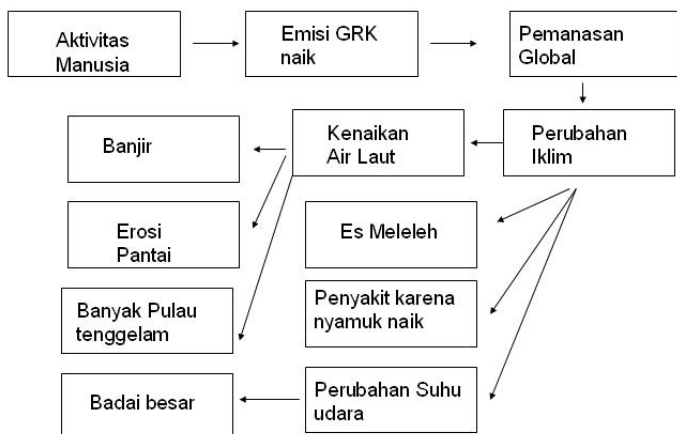 Aktivitas
Manusia
Emisi GRK
naik
Pemanasan
Global
Banjir
Kenaikan
Air Laut
Perubahan
Iklim
Erosi
Pantai
Es Meleleh
Banyak Pulau
tenggelam
Penyakit karena
nyamuk naik
Badai besar
Perubahan Suhu
udara